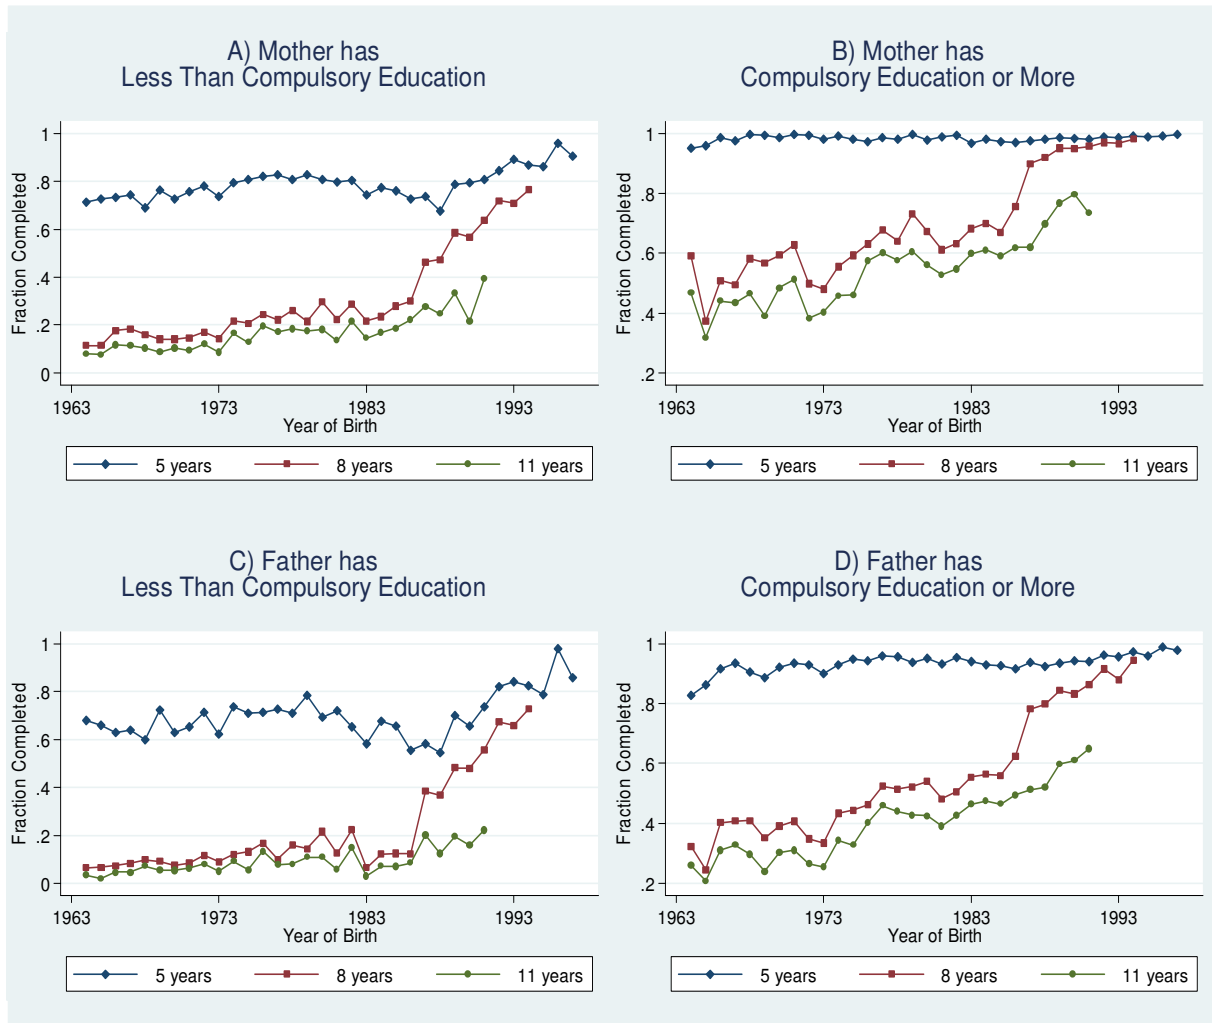 A) Mother has
Less Than Compulsory Education
Fraction Completed
1
.8
.6
.4
.2
0
1963 1973 1983 1993
Year of Birth
5 years 8 years 11 years
B) Mother has
Compulsory Education or More
Fraction Completed
1
.8
.6
.4
.2
1963 1973 1983 1993
Year of Birth
5 years 8 years 11 years
C) Father has
Less Than Compulsory Education
Fraction Completed
1
.8
.6
.4
.2
0
1963 1973 1983 1993
Year of Birth
5 years 8 years 11 years
D) Father has
Compulsory Education or More
Fraction Completed
1
.8
.6
.4
.2
1963 1973 1983 1993
Year of Birth
5 years 8 years 11 years